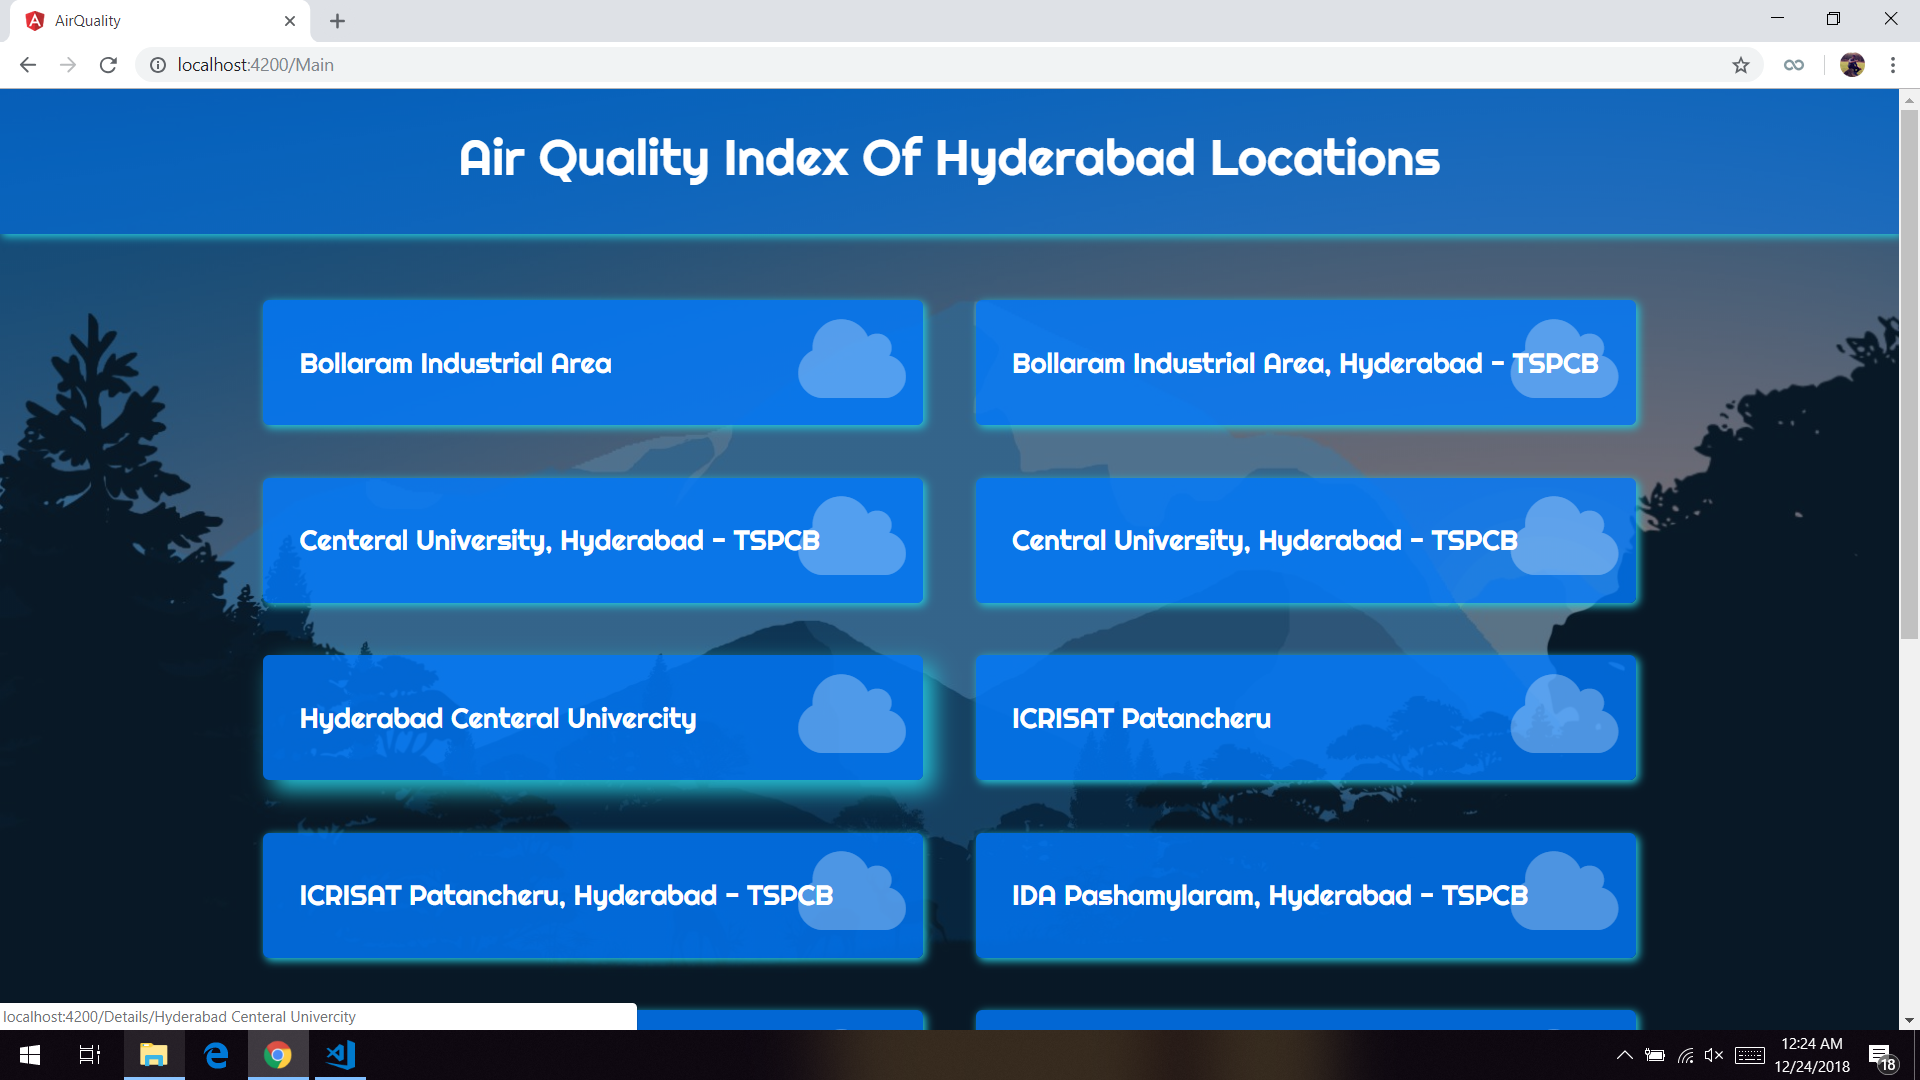 AirQuality
localhost:4200/Main
Air Quality Index Of Hyderabad Locations
Bollaram Industrial Area
Bollaram Industrial Area, Hyderabad - TSPCB
Centeral University, Hyderabad - TSPCB
Central University, Hyderabad - TSPCB
Hyderabad Centeral Univercity
ICRISAT Patancheru
ICRISAT Patancheru, Hyderabad - TSPCB
IDA Pashamylaram, Hyderabad - TSPCB
localhost:4200/Details/Hyderabad Centeral Univercity
12:24 AM
12/24/2018
18